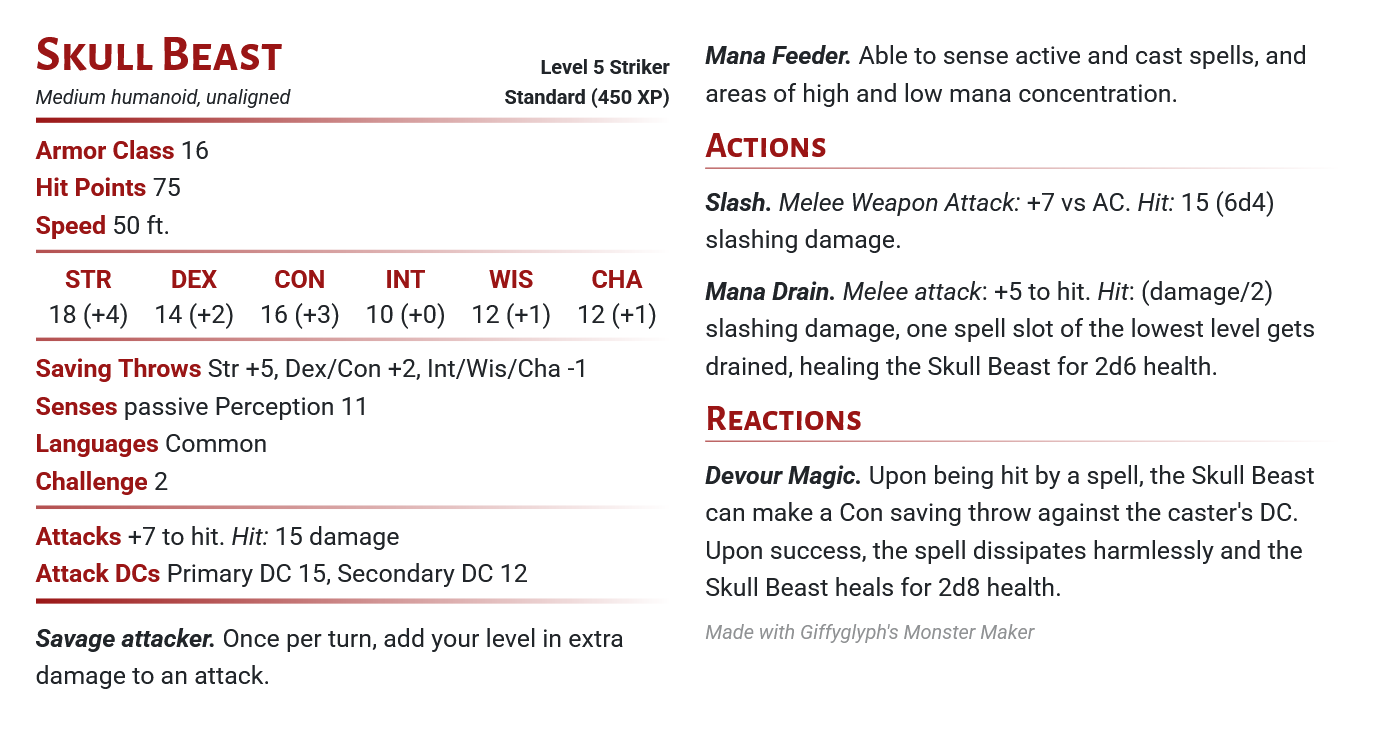 Skull Beast
Level 5 Striker
Medium humanoid, unaligned
Standard (450 XP)
Armor Class 16
Hit Points 75
Speed 50 ft.
STR DEX CON INT WIS CHA
18 (+4) 14 (+2) 16 (+3) 10 (+0) 12 (+1) 12 (+1)
Saving Throws Str +5, Dex/Con +2, Int/Wis/Cha -1
Senses passive Perception 11
Languages Common
Challenge 2
Attacks +7 to hit. Hit: 15 damage
Attack DCs Primary DC 15, Secondary DC 12
Savage attacker. Once per turn, add your level in extra
damage to an attack.
Mana Feeder. Able to sense active and cast spells, and
areas of high and low mana concentration.
Actions
Slash. Melee Weapon Attack: +7 vs AC. Hit: 15 (6d4)
slashing damage.
Mana Drain. Melee attack: +5 to hit. Hit: (damage/2)
slashing damage, one spell slot of the lowest level gets
drained, healing the Skull Beast for 2d6 health.
Reactions
Devour Magic. Upon being hit by a spell, the Skull Beast
can make a Con saving throw against the caster's DC.
Upon success, the spell dissipates harmlessly and the
Skull Beast heals for 2d8 health.
Made with Giffyglyph's Monster Maker